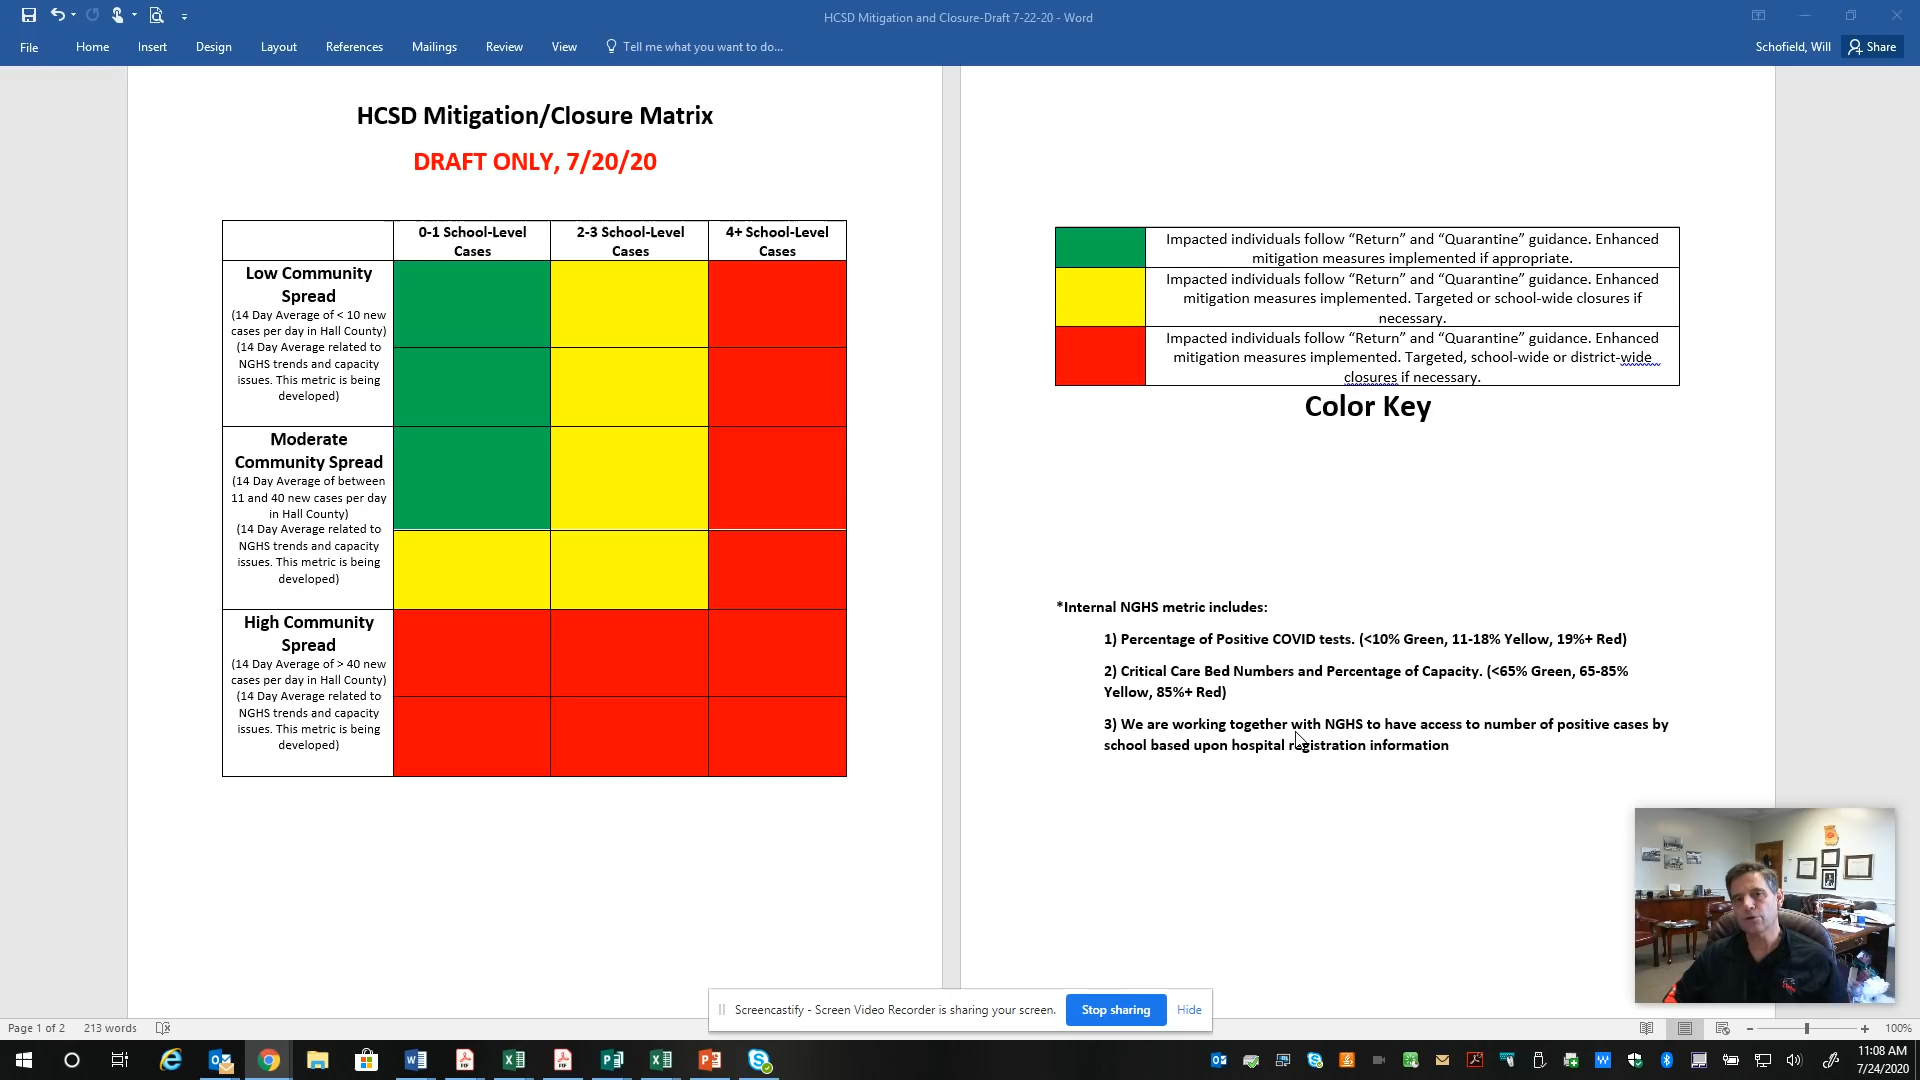 HCSD Mitigation and Closure-Draft 7-22-20 - Word
File Home Insert Design Layout References Mailings Review View Tell me what you want to do... Schofield, Will Share
HCSD Mitigation/Closure Matrix
DRAFT ONLY, 7/20/20
0-1 School-Level
Cases
2-3 School-Level
Cases
4+ School-Level
Cases
Low Community
Spread
(14 Day Average of < 10 new
cases per day in Hall County)
(14 Day Average related to
NGHS trends and capacity
issues. This metric is being
developed)
Moderate
Community Spread
(14 Day Average of between
11 and 40 new cases per day
in Hall County)
(14 Day Average related to
NGHS trends and capacity
issues. This metric is being
developed)
High Community
Spread
(14 Day Average of > 40 new
cases per day in Hall County)
(14 Day Average related to
NGHS trends and capacity
issues. This metric is being
developed)
Impacted individuals follow “Return” and “Quarantine” guidance. Enhanced
mitigation measures implemented if appropriate.
Impacted individuals follow “Return” and “Quarantine” guidance. Enhanced
mitigation measures implemented. Targeted or school-wide closures if
necessary.
Impacted individuals follow “Return” and “Quarantine” guidance. Enhanced
mitigation measures implemented. Targeted, school-wide or district-wide
closures if necessary.
Color Key
*Internal NGHS metric includes:
1) Percentage of Positive COVID tests. (<10% Green, 11-18% Yellow, 19%+ Red)
2) Critical Care Bed Numbers and Percentage of Capacity. (<65% Green, 65-85%
Yellow, 85%+ Red)
3) We are working together with NGHS to have access to number of positive cases by
school based upon hospital registration information
Screencastify - Screen Video Recorder is sharing your screen. Stop sharing Hide
Page 1 of 2 213 words 100%
11:08 AM
7/24/2020